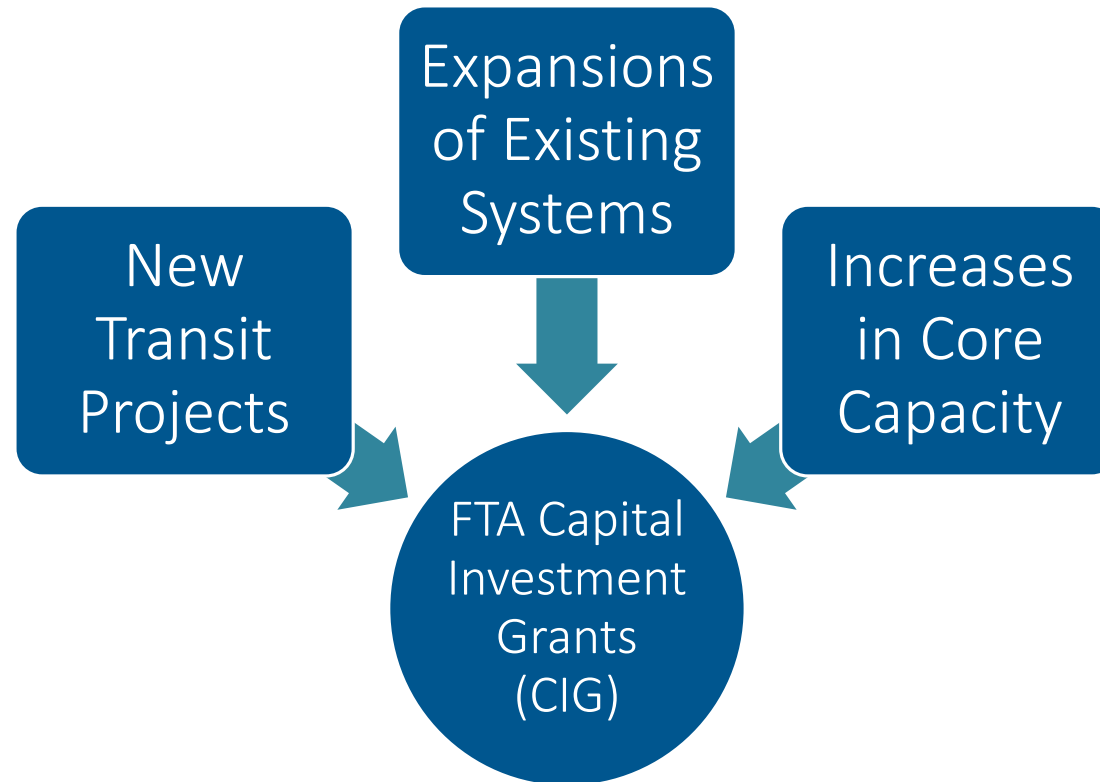 Expansions
of Existing
Systems
New
Transit
Projects
Increases
in Core
Capacity
FTA Capital
Investment
Grants
(CIG)